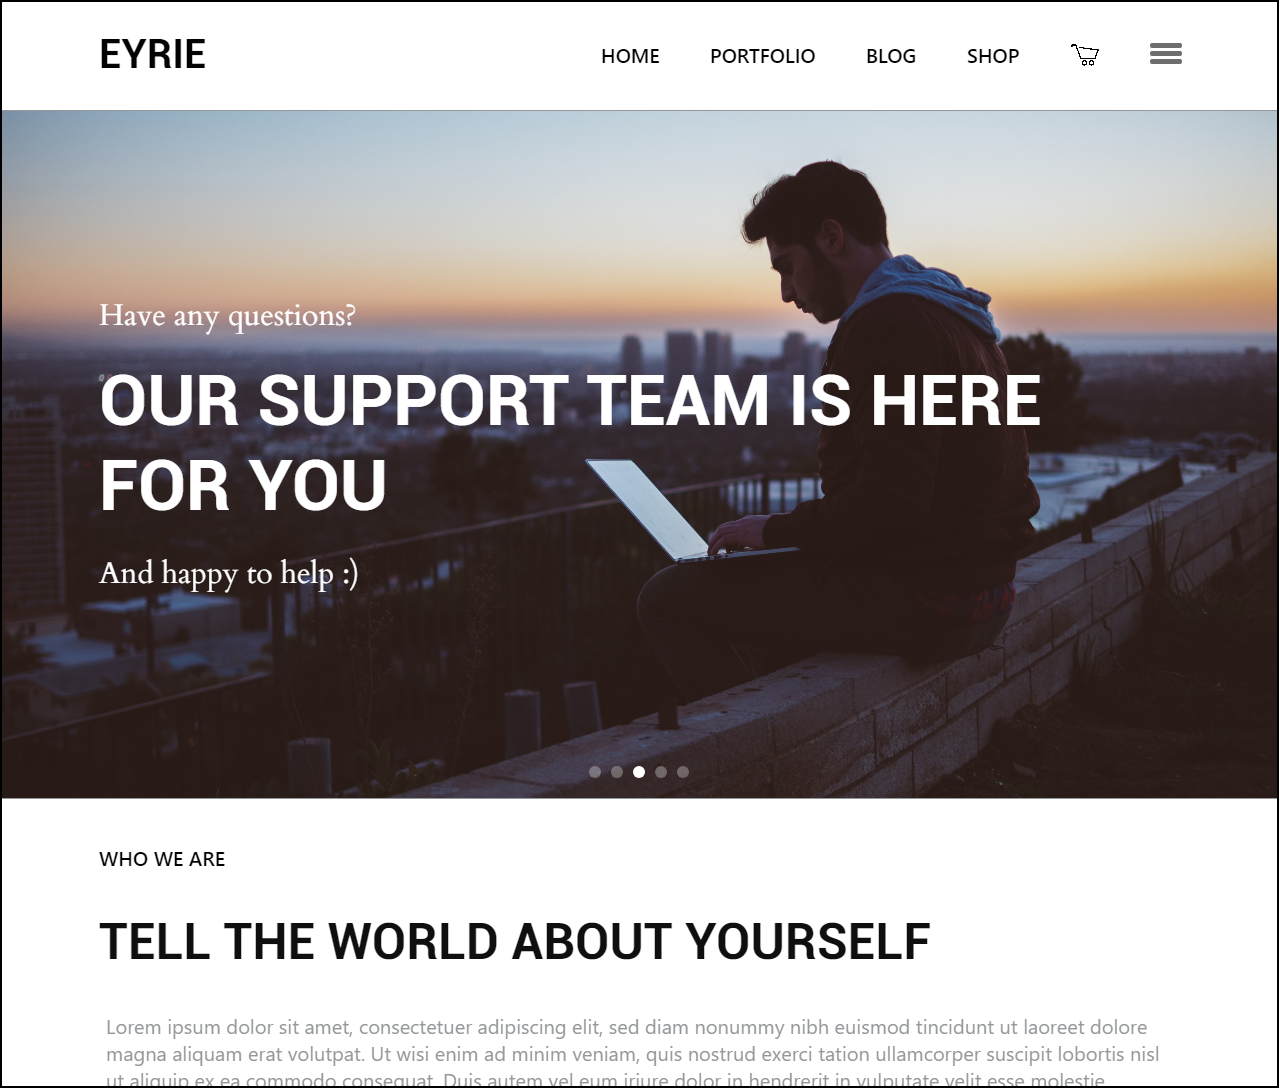 EYRIE
HOME PORTFOLIO BLOG SHOP
Have any questions?
OUR SUPPORT TEAM IS HERE
FOR YOU
And happy to help :)
WHO WE ARE
TELL THE WORLD ABOUT YOURSELF
Lorem ipsum dolor sit amet, consectetuer adipiscing elit, sed diam nonummy nibh euismod tincidunt ut laoreet dolore
magna aliquam erat volutpat. Ut wisi enim ad minim veniam, quis nostrud exerci tation ullamcorper suscipit lobortis nisl
ut aliquip ex ea commodo consequat. Duis autem vel eum iriure dolor in hendrerit in vulputate velit esse molestie